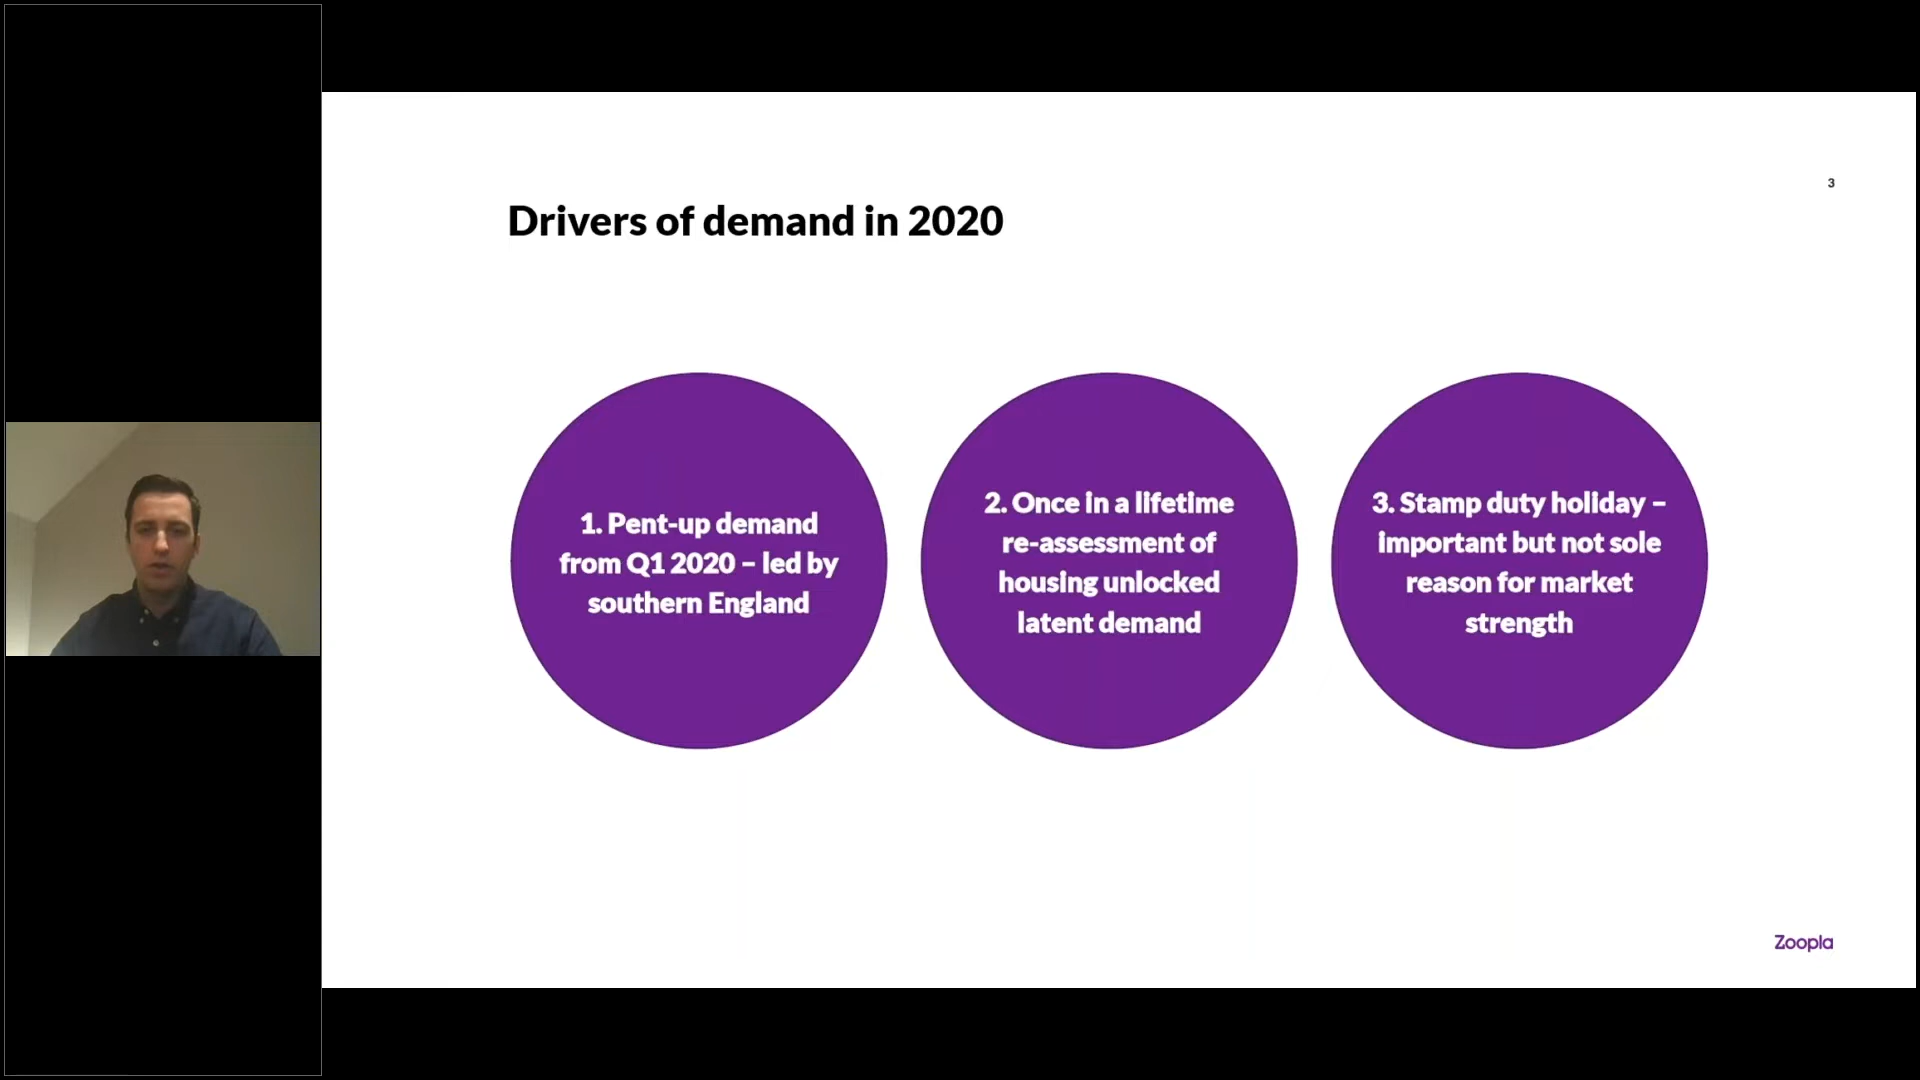 3
Drivers of demand in 2020
1. Pent-up demand
from Q1 2020 – led by
southern England
2. Once in a lifetime
re-assessment of
housing unlocked
latent demand
3. Stamp duty holiday –
important but not sole
reason for market
strength
Zoopla